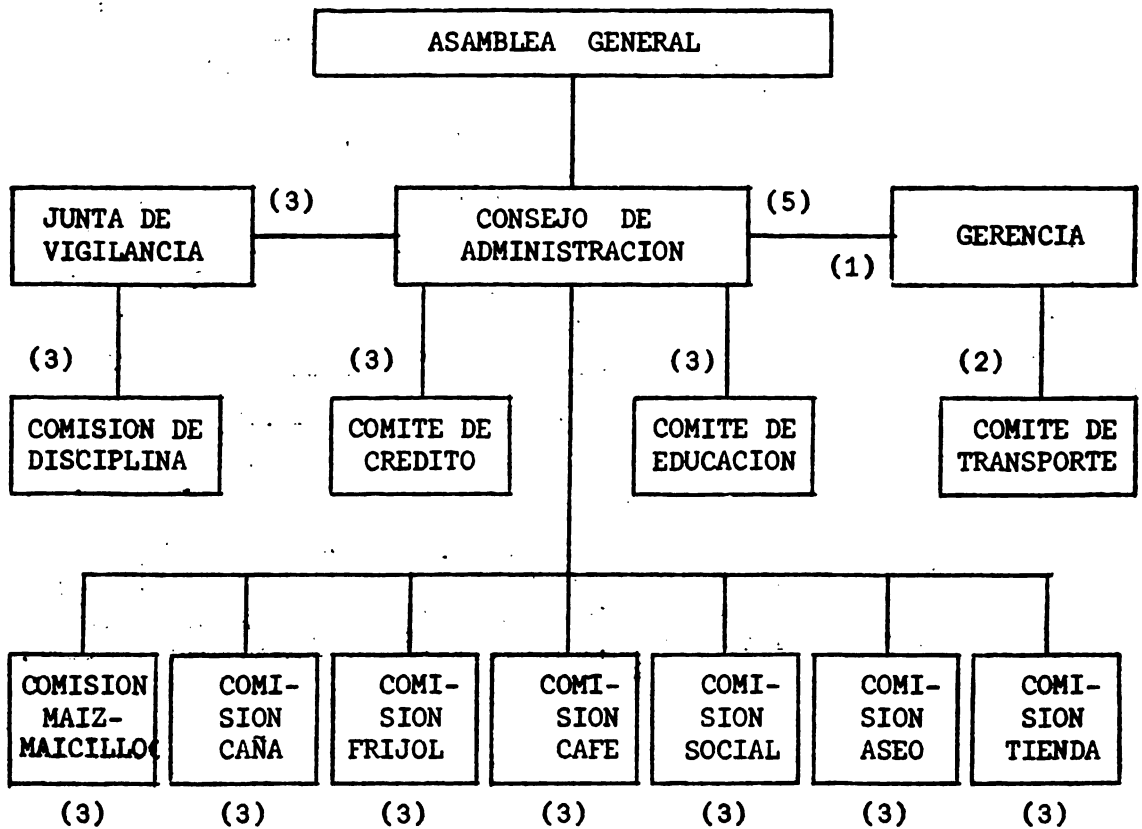 ASAMBLEA GENERAL
(3)
(5)
JUNTA DE
VIGILANCIA
CONSEJO DE
ADMINISTRACION
GERENCIA
(1)
(3)
(3)
(3)
(2)
COMISION DE
DISCIPLINA
COMITE DE
CREDITO
COMITE DE
EDUCACION
COMITE DE
TRANSPORTE
COMISION
MAIZ-
MAICILLO
COMI-
SION
CAÑA
COMI-
SION
FRIJOL
COMI-
SION
CAFE
COMI-
SION
SOCIAL
COMI-
SION
ASEO
COMI-
SION
TIENDA
(3)
(3)
(3)
(3)
(3)
(3)
(3)